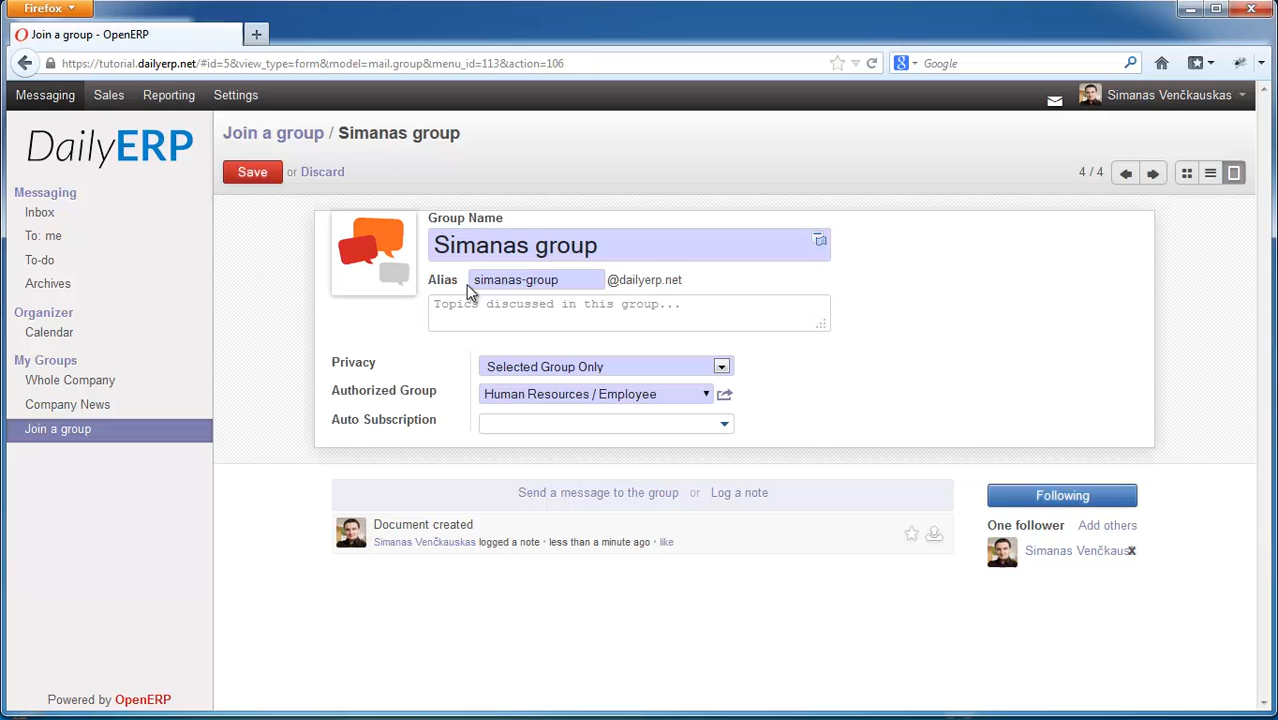 Firefox
Join a group - OpenERP
https://tutorial.dailyerp.net/#id=5&view_type=form&model=mail.group&menu_id=113&action=106
Google
Messaging Sales Reporting Settings
Simanas Venčkauskas
DailyERP
Join a group / Simanas group
Save or Discard
4 / 4
Messaging
Inbox
To: me
To-do
Archives
Organizer
Calendar
My Groups
Whole Company
Company News
Join a group
Group Name
Simanas group
Alias simanas-group @dailyerp.net
Topics discussed in this group...
Privacy Selected Group Only
Authorized Group Human Resources / Employee
Auto Subscription
Send a message to the group or Log a note
Document created
Simanas Venčkauskas logged a note • less than a minute ago • like
Following
One follower Add others
Simanas Venčkaus x
Powered by OpenERP